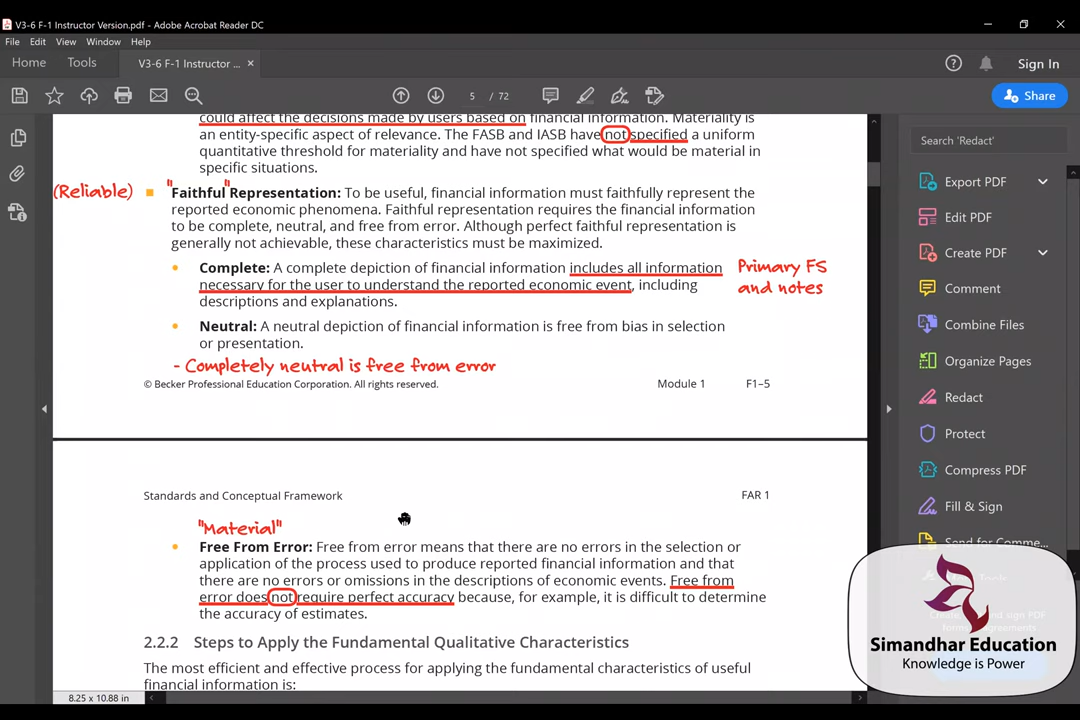 V3-6 F-1 Instructor Version.pdf - Adobe Acrobat Reader DC
File Edit View Window Help
Home Tools V3-6 F-1 Instructor ... × Sign In
5 / 72 Share
could affect the decisions made by users based on financial information. Materiality is
an entity-specific aspect of relevance. The FASB and IASB have not specified a uniform
quantitative threshold for materiality and have not specified what would be material in
specific situations.
(Reliable) ■ "Faithful" Representation: To be useful, financial information must faithfully represent the
reported economic phenomena. Faithful representation requires the financial information
to be complete, neutral, and free from error. Although perfect faithful representation is
generally not achievable, these characteristics must be maximized.
• Complete: A complete depiction of financial information includes all information
necessary for the user to understand the reported economic event, including
descriptions and explanations.
Primary FS
and notes
• Neutral: A neutral depiction of financial information is free from bias in selection
or presentation.
- Completely neutral is free from error
© Becker Professional Education Corporation. All rights reserved. Module 1 F1–5
Standards and Conceptual Framework FAR 1
"Material"
• Free From Error: Free from error means that there are no errors in the selection or
application of the process used to produce reported financial information and that
there are no errors or omissions in the descriptions of economic events. Free from
error does not require perfect accuracy because, for example, it is difficult to determine
the accuracy of estimates.
2.2.2 Steps to Apply the Fundamental Qualitative Characteristics
The most efficient and effective process for applying the fundamental characteristics of useful
financial information is:
8.25 x 10.88 in
Search 'Redact'
Export PDF
Edit PDF
Create PDF
Comment
Combine Files
Organize Pages
Redact
Protect
Compress PDF
Fill & Sign
Send for Comme...
Simandhar Education
Knowledge is Power